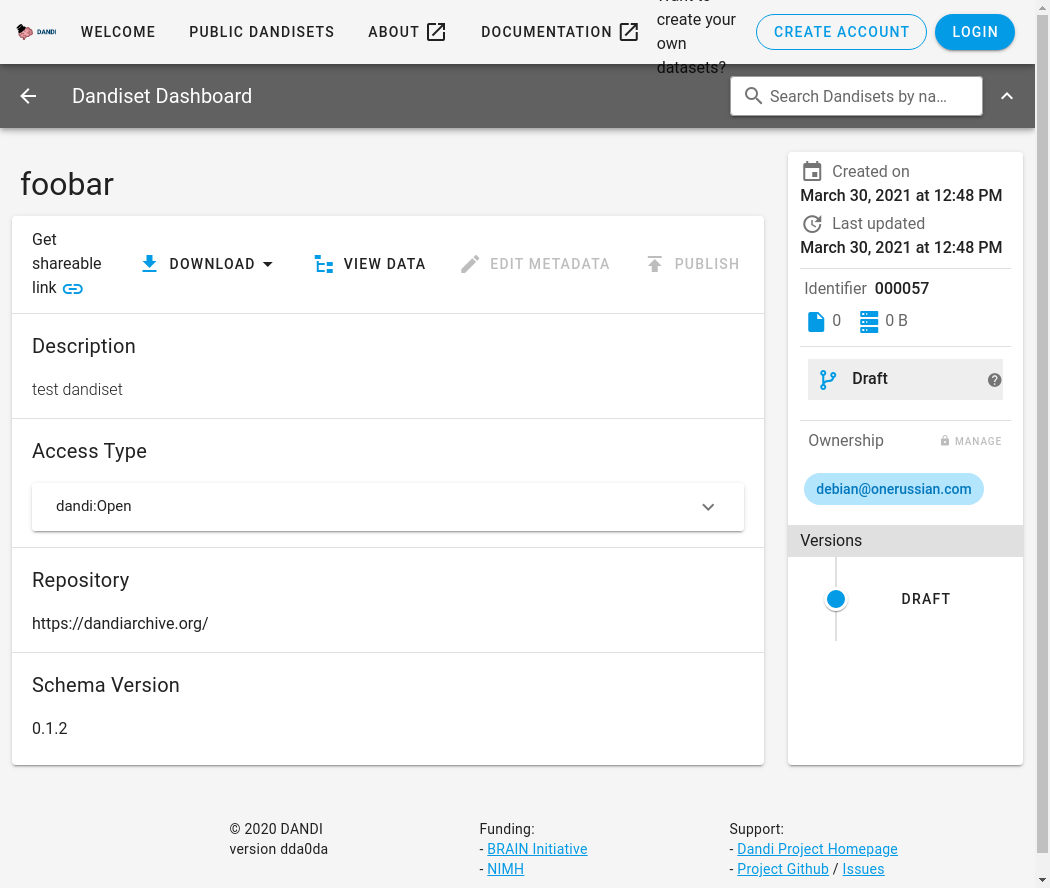 DANDI
WELCOME
PUBLIC DANDISETS
ABOUT
DOCUMENTATION
create your
own
datasets?
CREATE ACCOUNT
LOGIN
Dandiset Dashboard
Search Dandisets by na…
foobar
Get
shareable
link
DOWNLOAD
VIEW DATA
EDIT METADATA
PUBLISH
Description
test dandiset
Access Type
dandi:Open
Repository
https://dandiarchive.org/
Schema Version
0.1.2
Created on
March 30, 2021 at 12:48 PM
Last updated
March 30, 2021 at 12:48 PM
Identifier 000057
0 0 B
Draft
?
Ownership
MANAGE
debian@onerussian.com
Versions
DRAFT
© 2020 DANDI
version dda0da
Funding:
- BRAIN Initiative
- NIMH
Support:
- Dandi Project Homepage
- Project Github / Issues